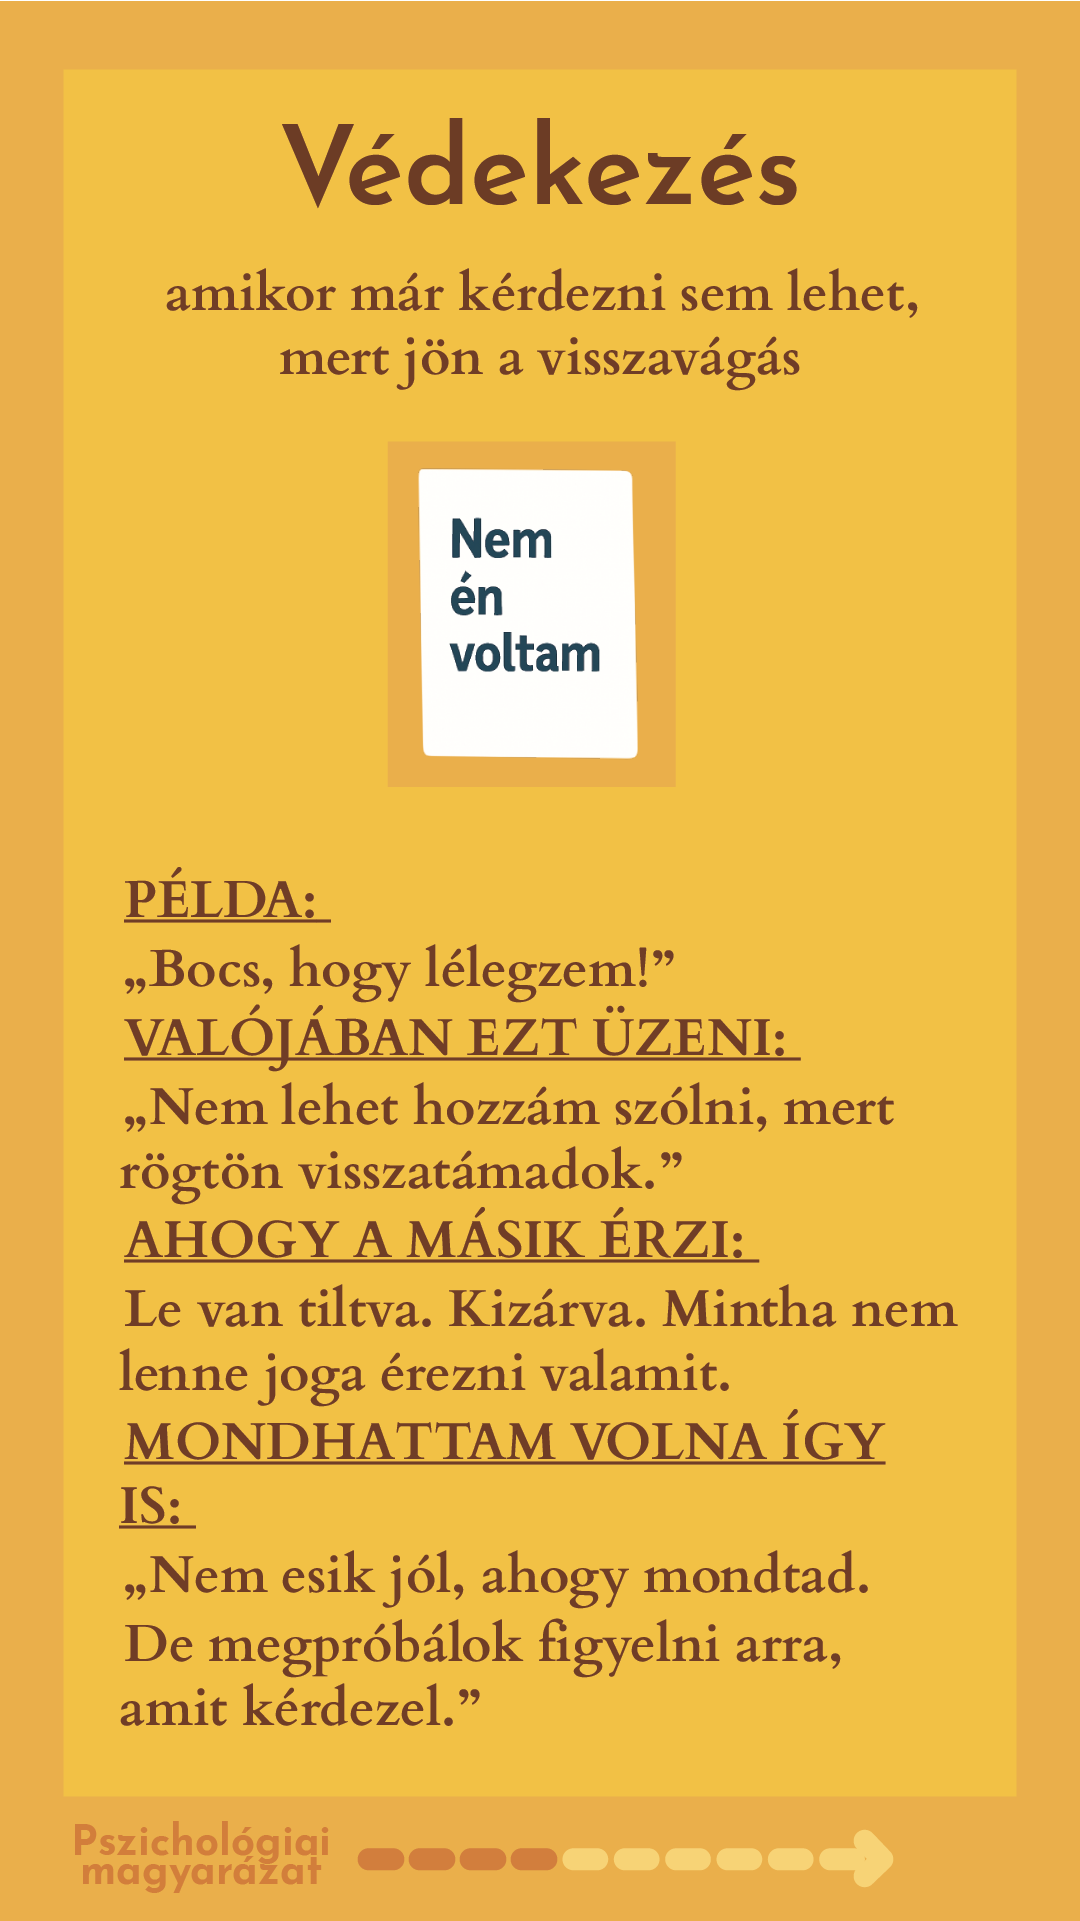 Védekezés
amikor már kérdezni sem lehet,
mert jön a visszavágás
Nem
én
voltam
PÉLDA:
„Bocs, hogy lélegzem!”
VALÓJÁBAN EZT ÜZENI:
„Nem lehet hozzám szólni, mert
rögtön visszatámadok.”
AHOGY A MÁSIK ÉRZI:
Le van tiltva. Kizárva. Mintha nem
lenne joga érezni valamit.
MONDHATTAM VOLNA ÍGY
IS:
„Nem esik jól, ahogy mondtad.
De megpróbálok figyelni arra,
amit kérdezel.”
Pszichológiai
magyarázat